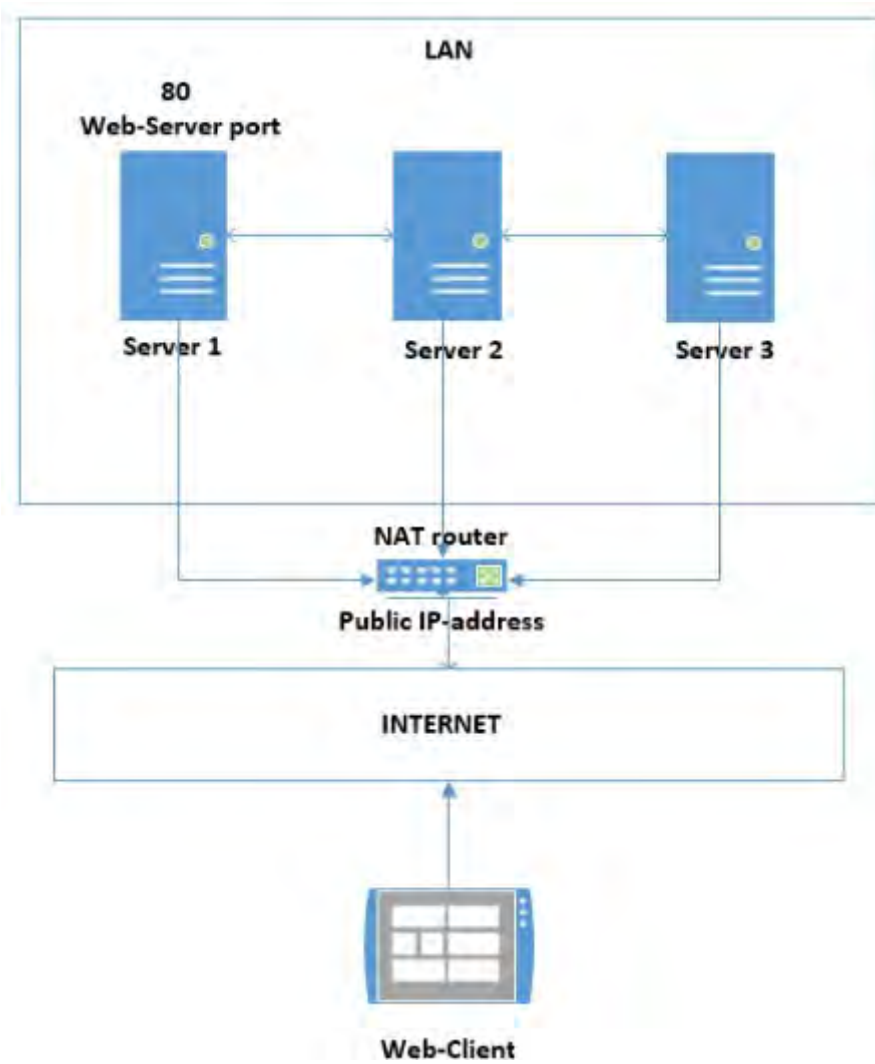 LAN
80
Web-Server port
Server 1
Server 2
Server 3
NAT router
Public IP-address
INTERNET
Web-Client